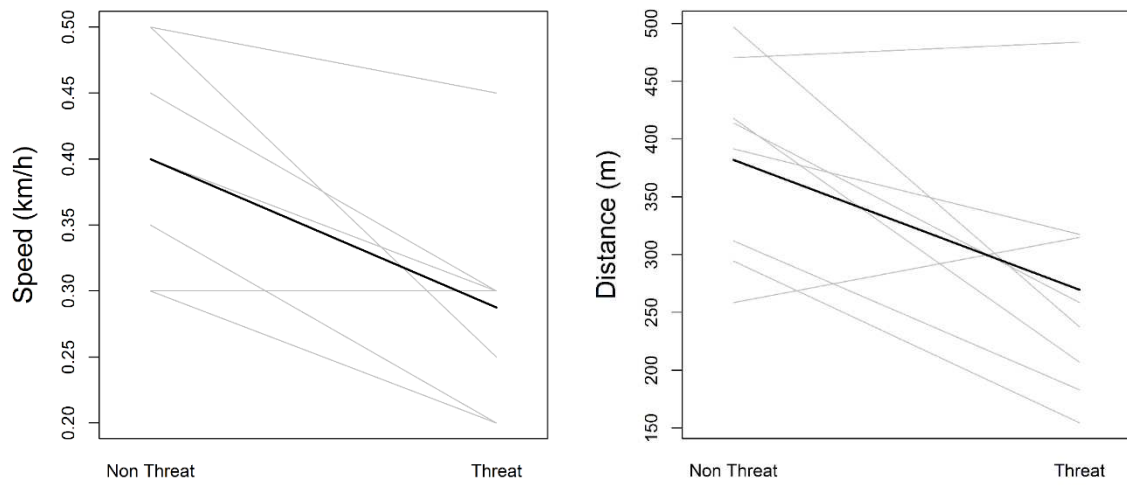 Speed (km/h)
0.50
0.45
0.40
0.35
0.30
0.25
0.20
Non Threat
Threat
Distance (m)
500
450
400
350
300
250
200
150
Non Threat
Threat